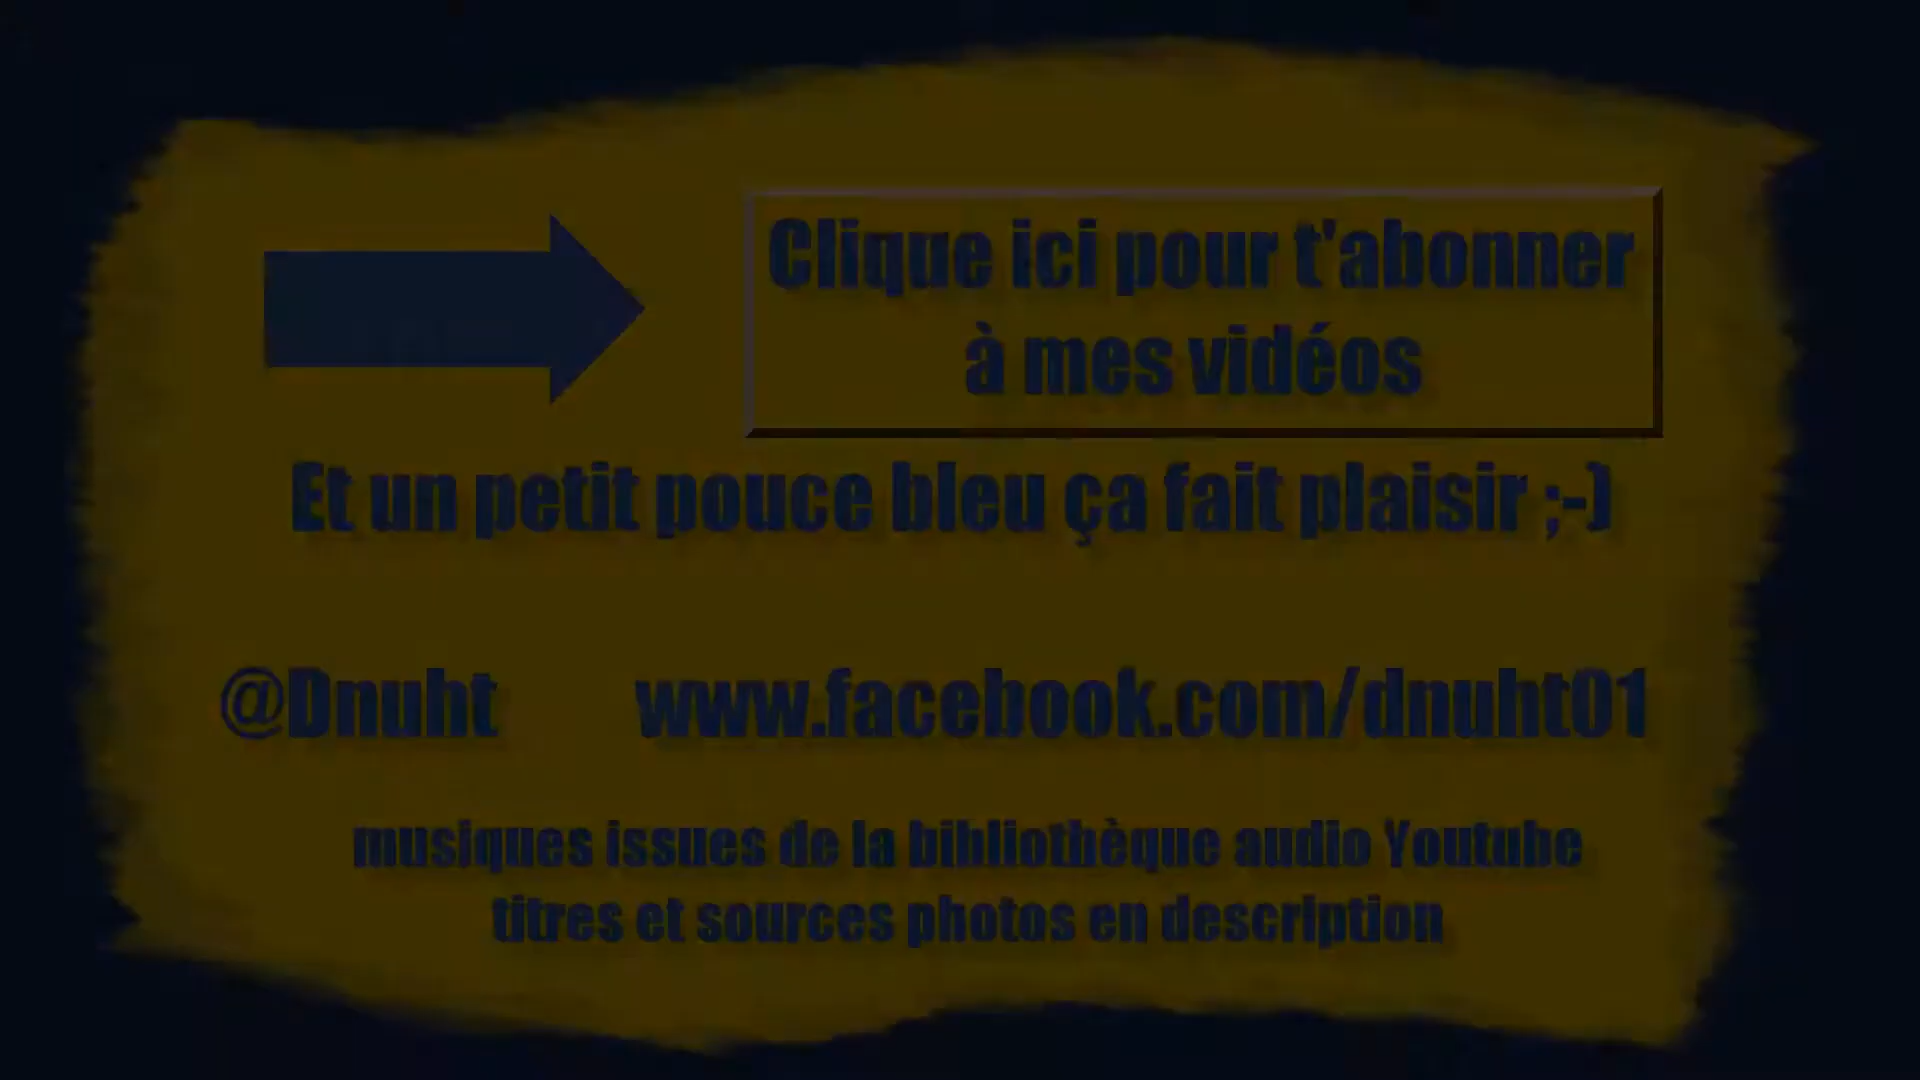 Clique ici pour t'abonner
à mes vidéos
Et un petit pouce bleu ça fait plaisir ;-)
@Dnuht www.facebook.com/dnuht01
musiques issues de la bibliothèque audio Youtube
titres et sources photos en description